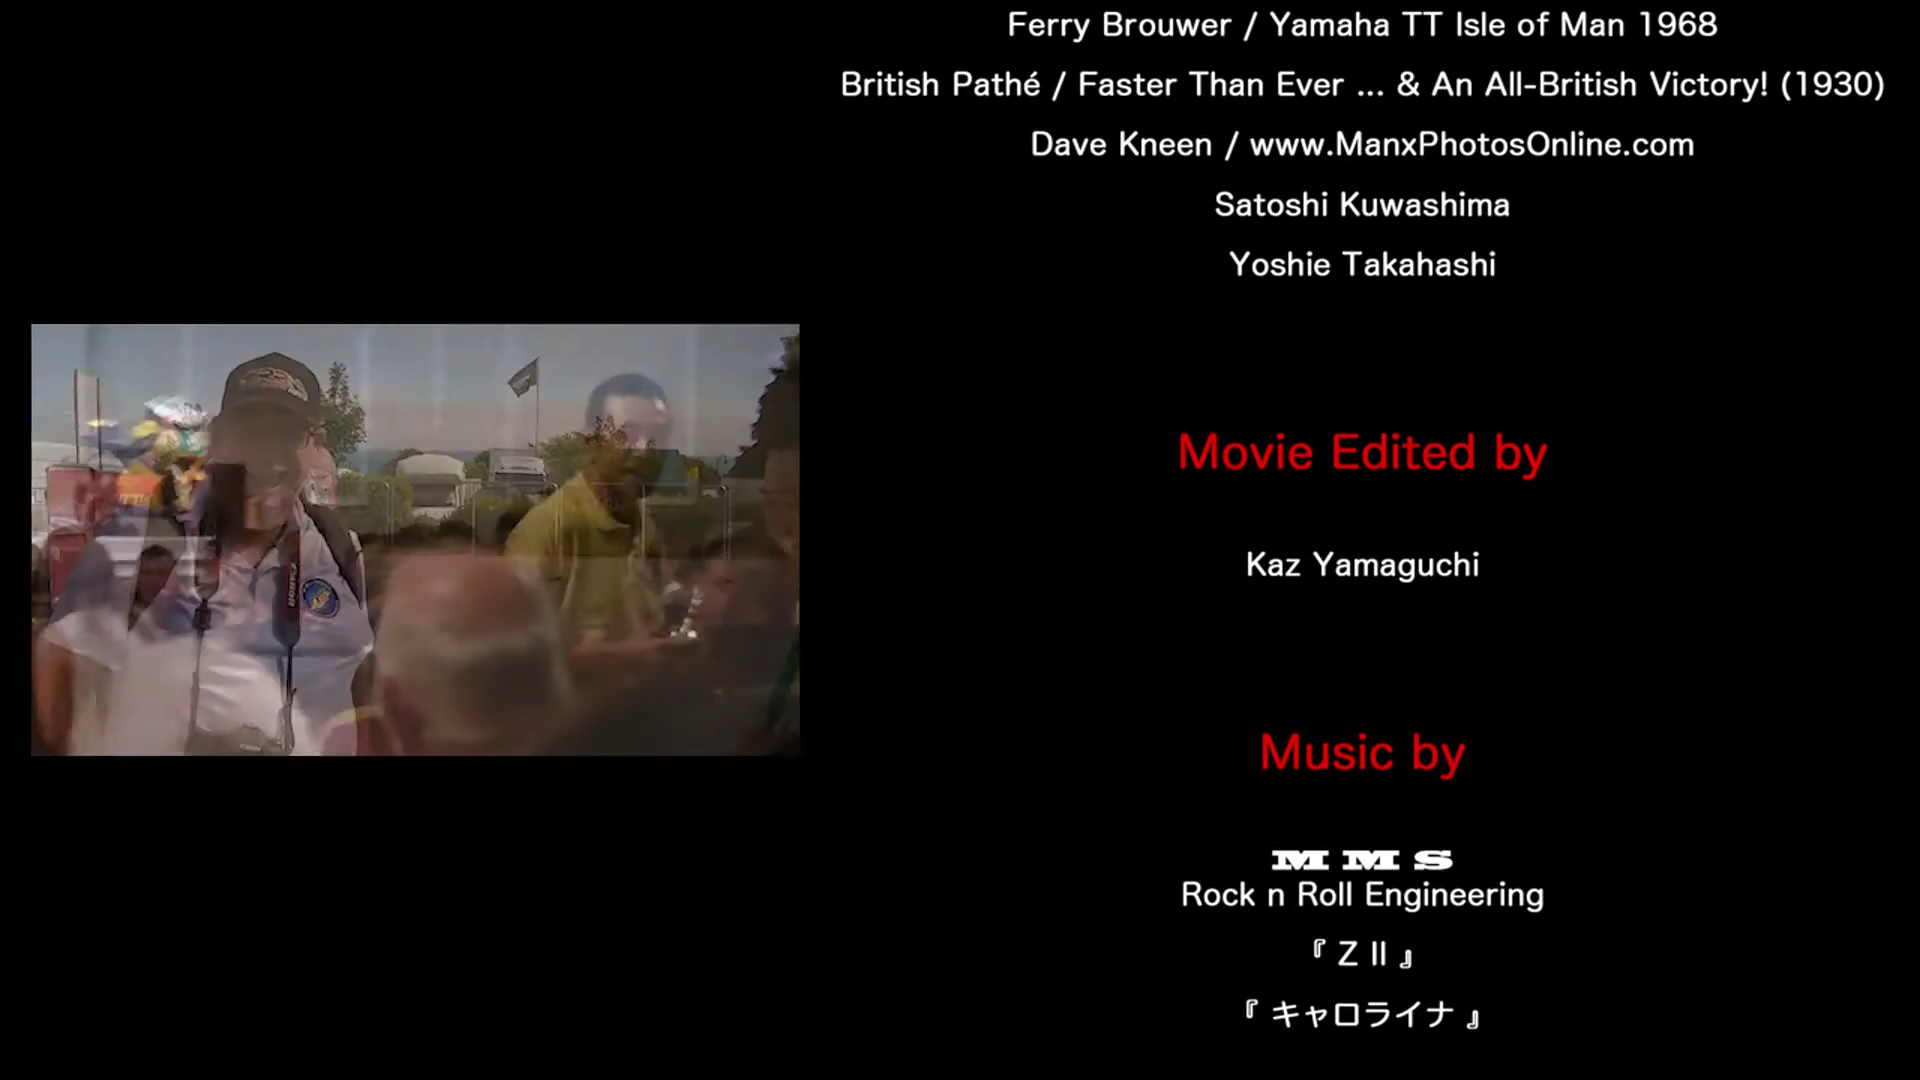 Ferry Brouwer / Yamaha TT Isle of Man 1968
British Pathé / Faster Than Ever ... & An All-British Victory! (1930)
Dave Kneen / www.ManxPhotosOnline.com
Satoshi Kuwashima
Yoshie Takahashi
Movie Edited by
Kaz Yamaguchi
Music by
M M S
Rock n Roll Engineering
『 Z II 』
『 キャロライナ 』
Canon